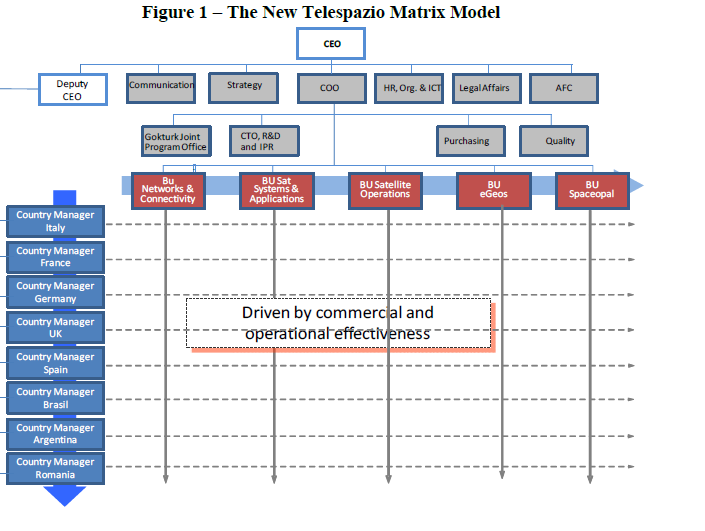 Figure 1 – The New Telespazio Matrix Model
CEO
Deputy
CEO
Communication
Strategy
COO
HR, Org. & ICT
Legal Affairs
AFC
Gokturk Joint
Program Office
CTO, R&D
and IPR
Purchasing
Quality
Bu
Networks &
Connectivity
BU Sat
Systems &
Applications
BU Satellite
Operations
BU
eGeos
BU
Spaceopal
Country Manager
Italy
Country Manager
France
Country Manager
Germany
Country Manager
UK
Country Manager
Spain
Country Manager
Brasil
Country Manager
Argentina
Country Manager
Romania
Driven by commercial and
operational effectiveness